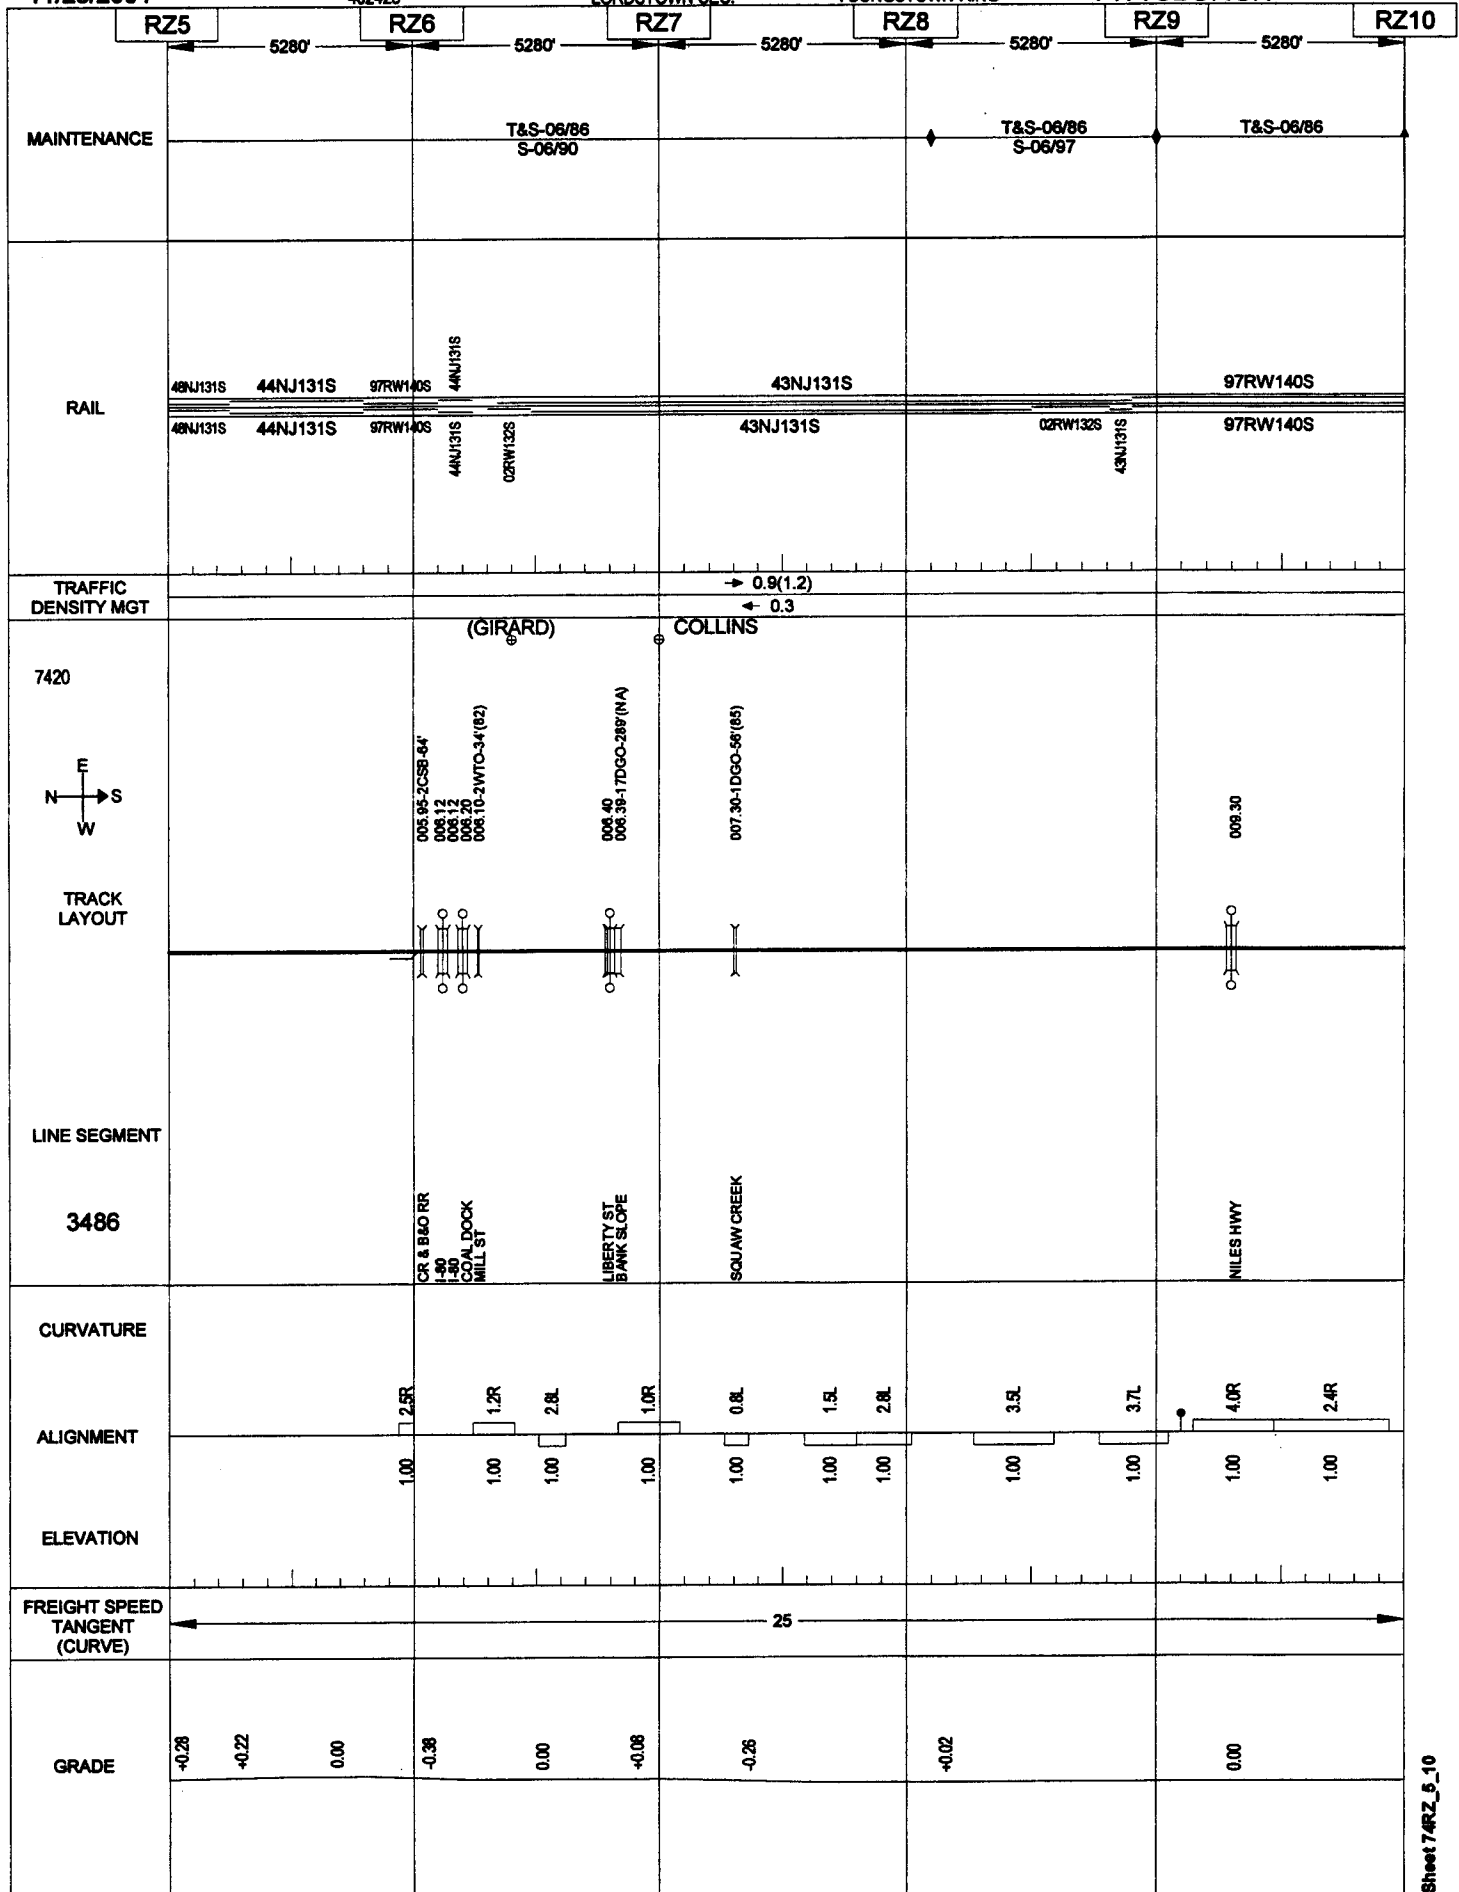 RZ5 RZ6 RZ7 RZ8 RZ9 RZ10
5280' 5280' 5280' 5280' 5280'
MAINTENANCE
T&S-06/86 T&S-06/86 T&S-06/86
S-06/90 S-06/97
RAIL
44NJ131S
48NJ131S 44NJ131S 97RW140S 43NJ131S 97RW140S
48NJ131S 44NJ131S 97RW140S 43NJ131S 02RW132S 97RW140S
44NJ131S
02RW132S
43NJ131S
TRAFFIC
DENSITY MGT
0.9(1.2)
0.3
(GIRARD) COLLINS
7420
E
N S
W
005.95-2CSB-64'
006.12
006.12
006.20
006.10-2WTO-34'(82)
006.40
006.39-17DGO-289'(NA)
007.30-1DGO-56'(85)
009.30
TRACK
LAYOUT
LINE SEGMENT
3486
CR & B&O RR
I-80
I-80
COAL DOCK
MILL ST
LIBERTY ST
BANK SLOPE
SQUAW CREEK
NILES HWY
CURVATURE
2.5R 1.2R 2.8L 1.0R 0.8L 1.5L 2.8L 3.5L 3.7L 4.0R 2.4R
ALIGNMENT
1.00 1.00 1.00 1.00 1.00 1.00 1.00 1.00 1.00 1.00 1.00
ELEVATION
FREIGHT SPEED
TANGENT
(CURVE)
25
GRADE
+0.28 +0.22 0.00 -0.38 0.00 +0.08 -0.26 +0.02 0.00
Sheet 74RZ_5_10